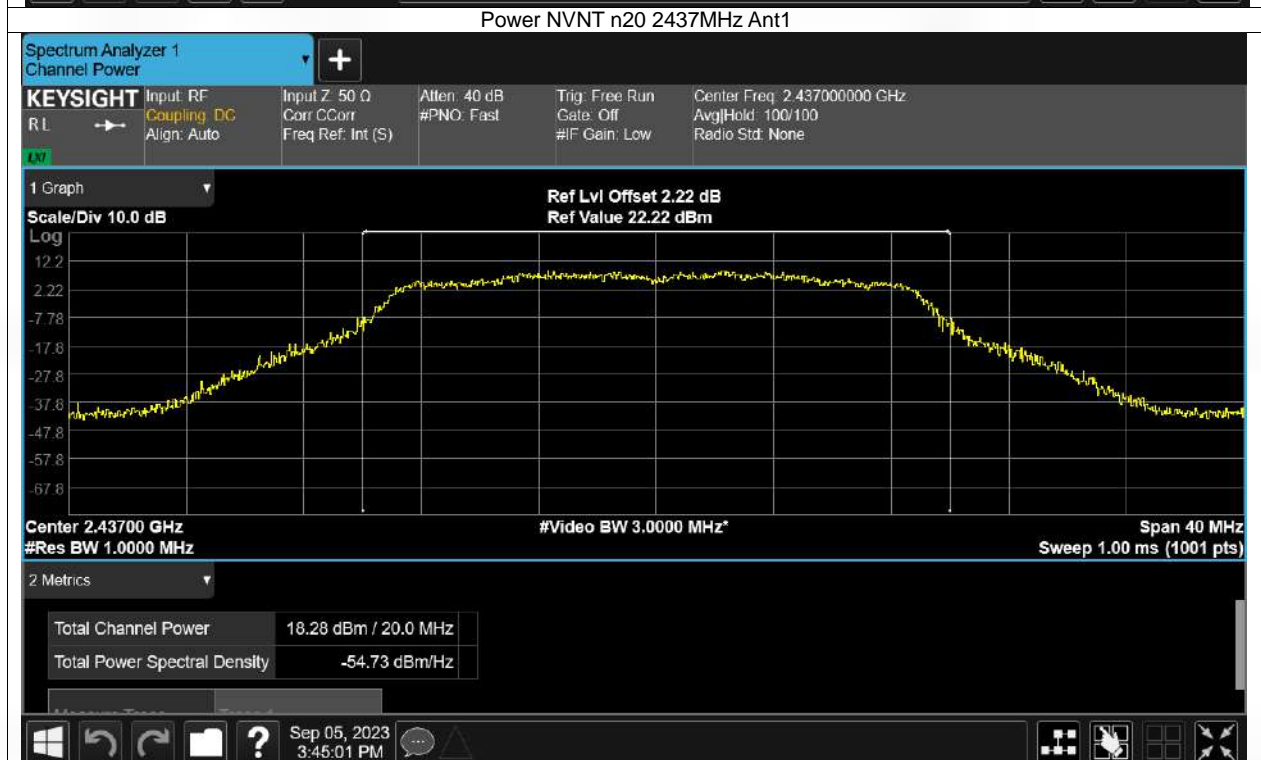 Power NVNT n20 2437MHz Ant1
Spectrum Analyzer 1
Channel Power
+
KEYSIGHT
RL
LXI
Input: RF
Coupling: DC
Align: Auto
Input Z: 50 Ω
Corr CCorr
Freq Ref: Int (S)
Atten: 40 dB
#PNO: Fast
Trig: Free Run
Gate: Off
#IF Gain: Low
Center Freq: 2.437000000 GHz
Avg|Hold: 100/100
Radio Std: None
1 Graph
Scale/Div 10.0 dB
Ref Lvl Offset 2.22 dB
Ref Value 22.22 dBm
Log
12.2
2.22
-7.78
-17.8
-27.8
-37.8
-47.8
-57.8
-67.8
Center 2.43700 GHz
#Res BW 1.0000 MHz
#Video BW 3.0000 MHz*
Span 40 MHz
Sweep 1.00 ms (1001 pts)
2 Metrics
Total Channel Power 18.28 dBm / 20.0 MHz
Total Power Spectral Density -54.73 dBm/Hz
?
Sep 05, 2023
3:45:01 PM